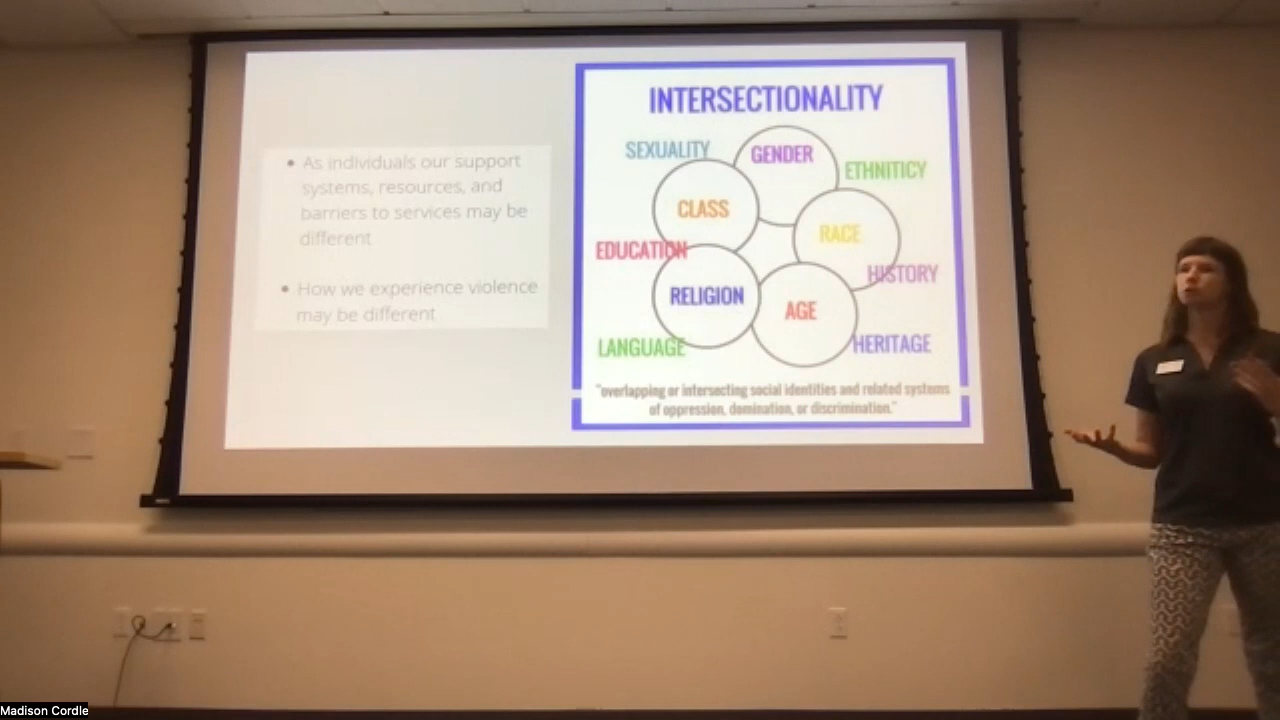 • As individuals our support
systems, resources, and
barriers to services may be
different
• How we experience violence
may be different
INTERSECTIONALITY
SEXUALITY
GENDER
ETHNITICY
CLASS
RACE
EDUCATION
HISTORY
RELIGION
AGE
LANGUAGE
HERITAGE
"overlapping or intersecting social identities and related systems
of oppression, domination, or discrimination."
Madison Cordle